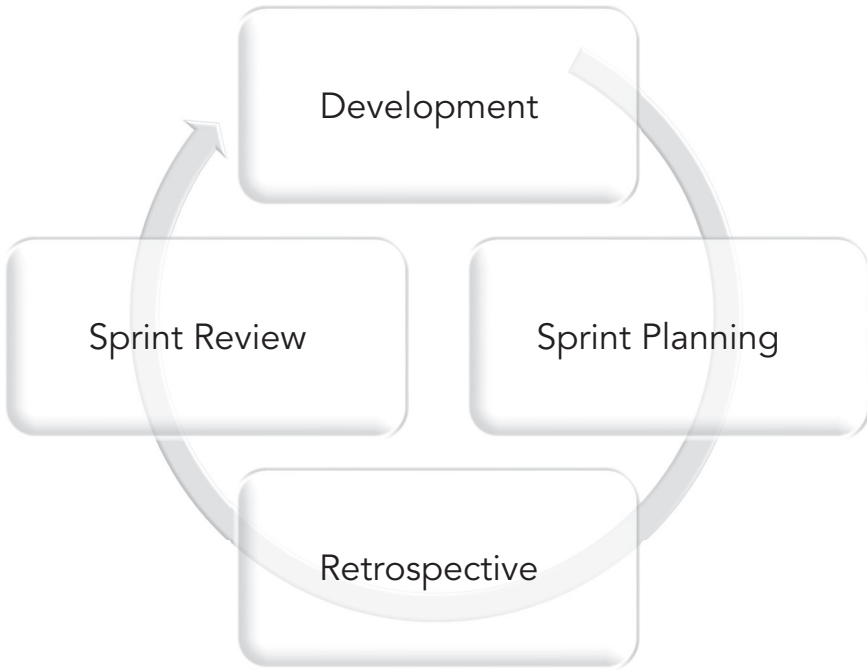 Development
Sprint Review
Sprint Planning
Retrospective